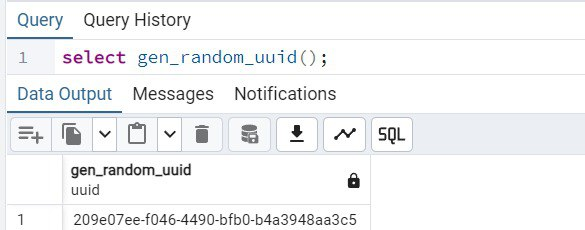 Query Query History
1 select gen_random_uuid();
Data Output Messages Notifications
SQL
gen_random_uuid
uuid
1 209e07ee-f046-4490-bfb0-b4a3948aa3c5